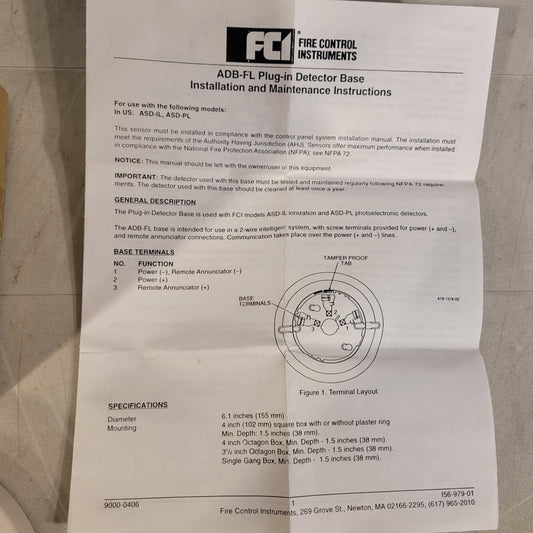 FCI ® FIRE CONTROL
INSTRUMENTS
ADB-FL Plug-in Detector Base
Installation and Maintenance Instructions
For use with the following models:
In US: ASD-IL, ASD-PL
This sensor must be installed in compliance with the control panel system installation manual. The installation must
meet the requirements of the Authority Having Jurisdiction (AHJ). Sensors offer maximum performance when installed
in compliance with the National Fire Protection Association (NFPA); see NFPA 72.
NOTICE: This manual should be left with the owner/user of this equipment.
IMPORTANT: The detector used with this base must be tested and maintained regularly following NFPA 72 require-
ments. The detector used with this base should be cleaned at least once a year.
GENERAL DESCRIPTION
The Plug-in Detector Base is used with FCI models ASD-IL ionization and ASD-PL photoelectronic detectors.
The ADB-FL base is intended for use in a 2-wire intelligent system, with screw terminals provided for power (+ and –),
and remote annunciator connections. Communication takes place over the power (+ and –) lines.
BASE TERMINALS
NO. FUNCTION
1 Power (–), Remote Annunciator (–)
2 Power (+)
3 Remote Annunciator (+)
TAMPER PROOF
TAB
BASE
TERMINALS
2
3
1
A78-1318-05
Figure 1. Terminal Layout.
SPECIFICATIONS
Diameter 6.1 inches (155 mm)
Mounting 4 inch (102 mm) square box with or without plaster ring
Min. Depth: 1.5 inches (38 mm).
4 inch Octagon Box, Min. Depth - 1.5 inches (38 mm).
3½ inch Octagon Box, Min. Depth - 1.5 inches (38 mm).
Single Gang Box, Min. Depth - 1.5 inches (38 mm).
9000-0406
1
I56-979-01
Fire Control Instruments, 269 Grove St., Newton, MA 02166-2295, (617) 965-2010